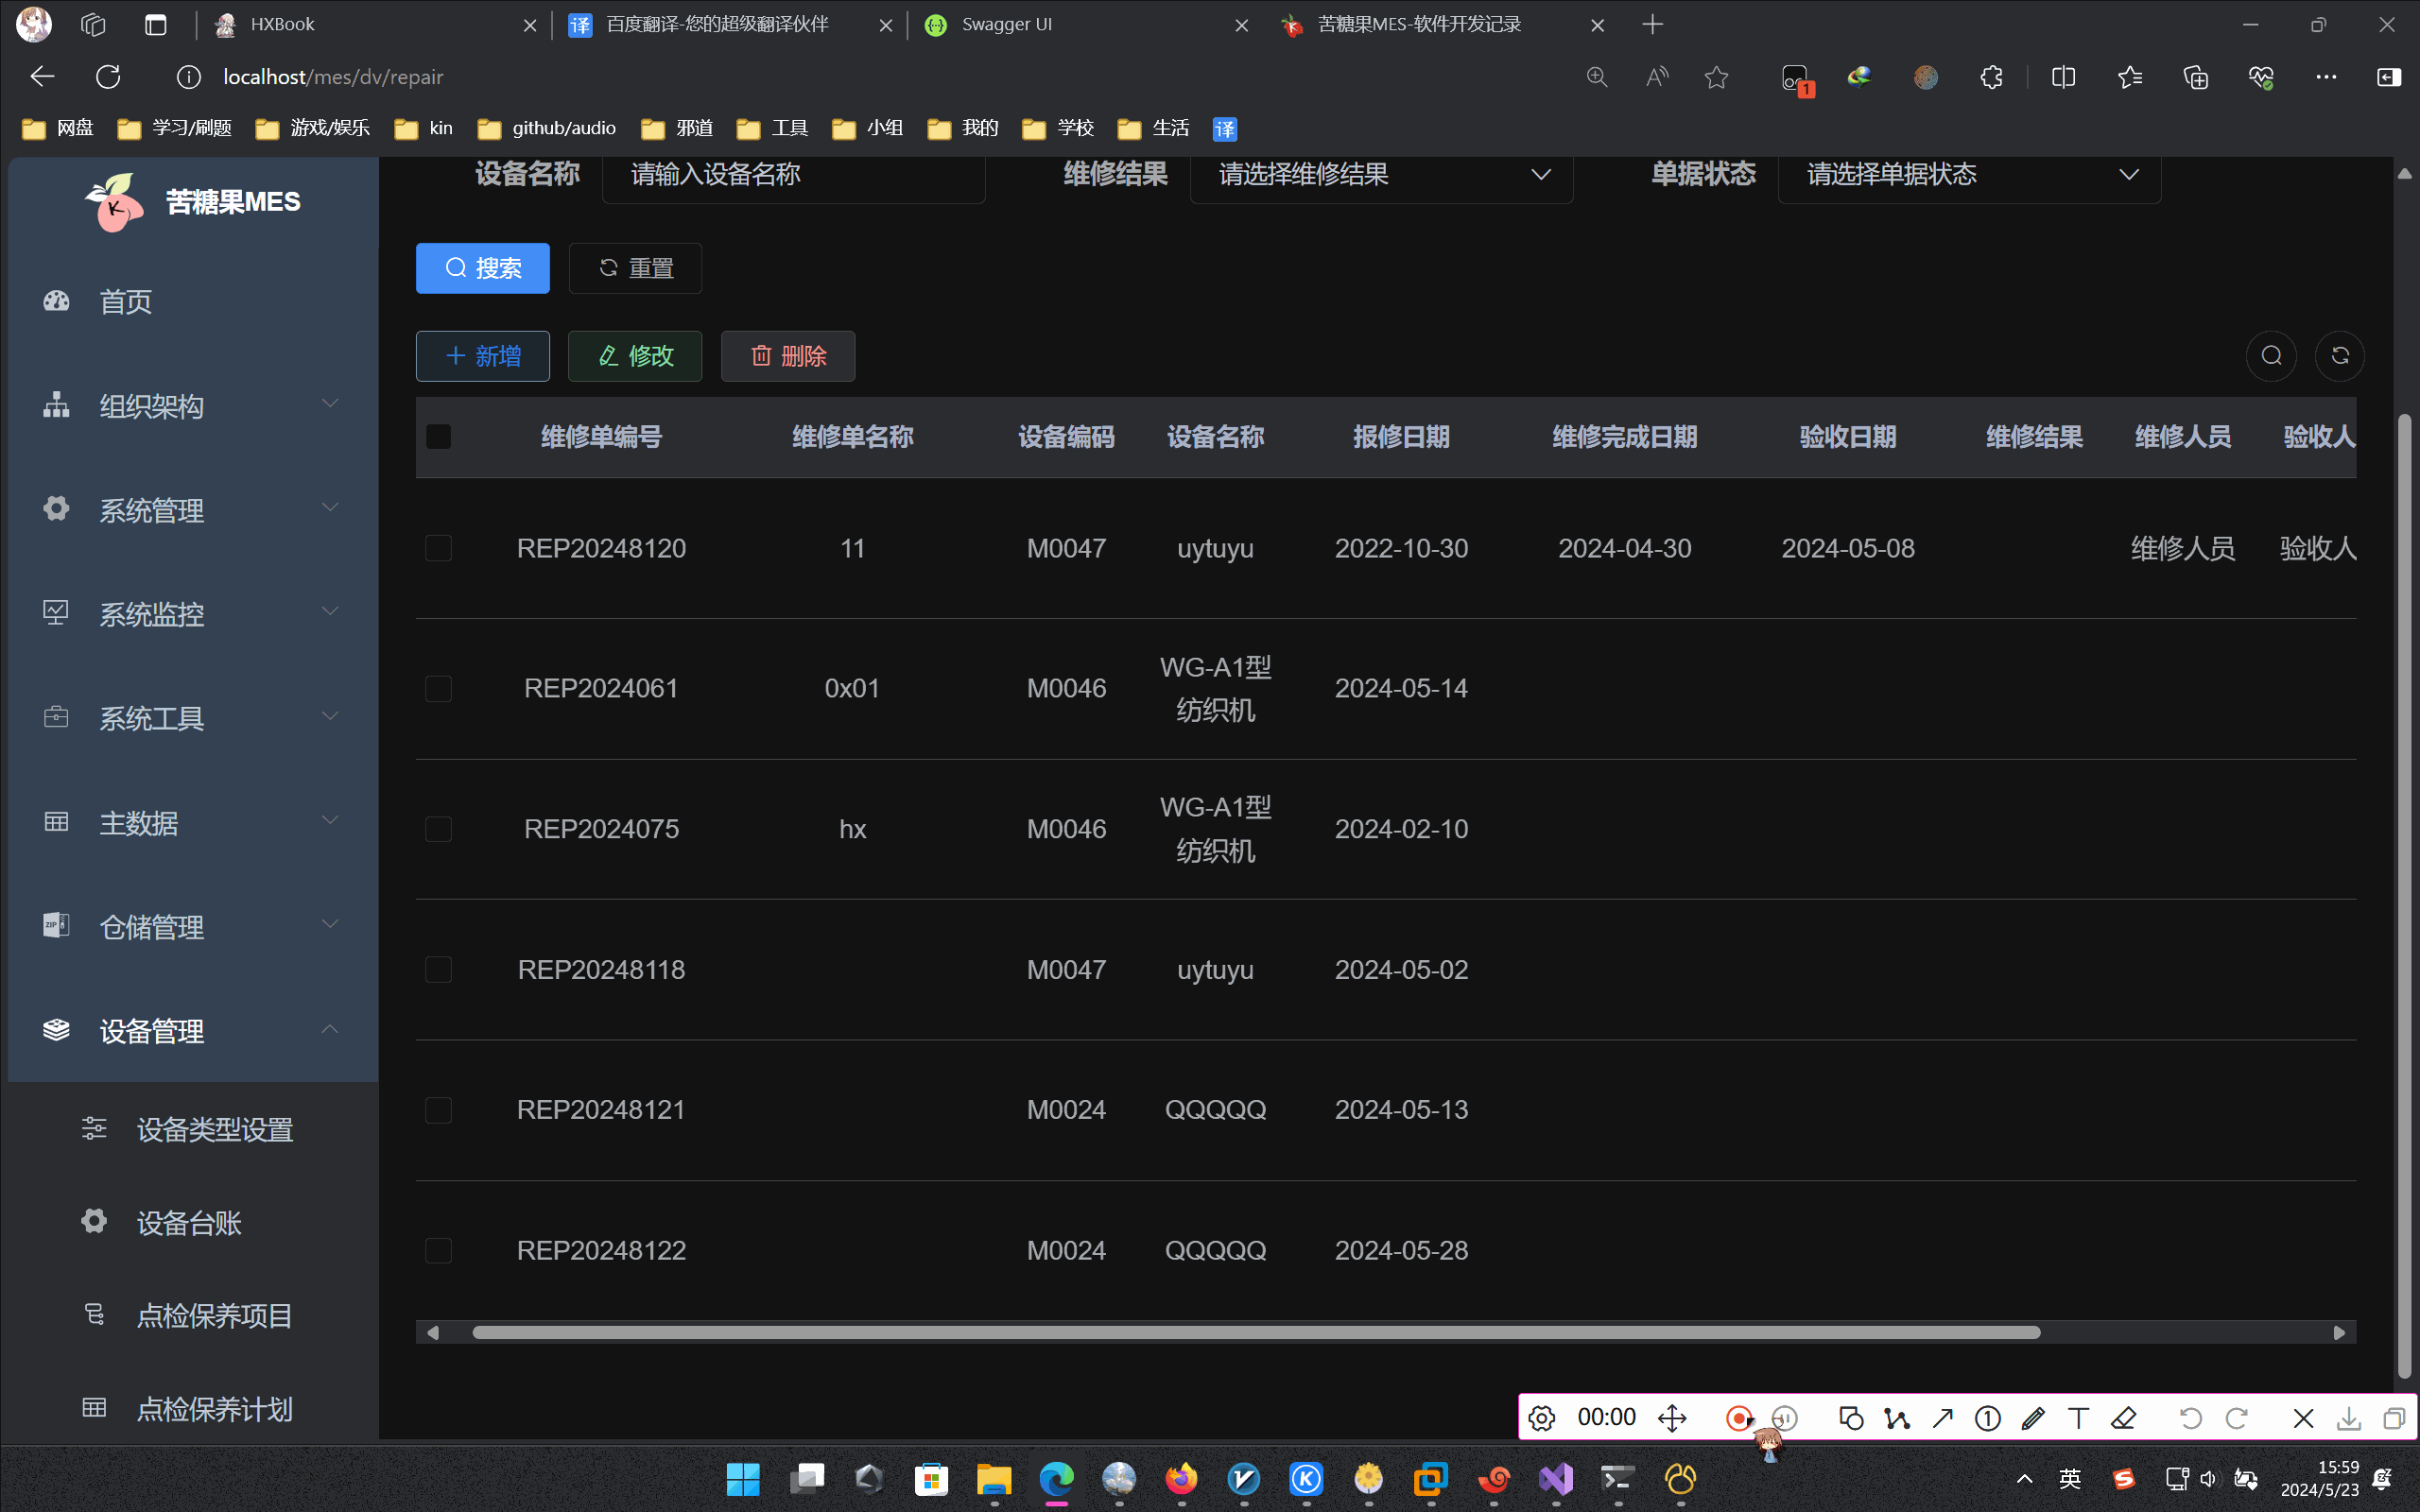 HXBook
百度翻译-您的超级翻译伙伴
Swagger UI
苦糖果MES-软件开发记录
localhost/mes/dv/repair
1
网盘
学习/刷题
游戏/娱乐
kin
github/audio
邪道
工具
小组
我的
学校
生活
译
苦糖果MES
首页
组织架构
系统管理
系统监控
系统工具
主数据
仓储管理
设备管理
设备类型设置
设备台账
点检保养项目
点检保养计划
设备名称 请输入设备名称 维修结果 请选择维修结果 单据状态 请选择单据状态
搜索 重置
新增 修改 删除
维修单编号 维修单名称 设备编码 设备名称 报修日期 维修完成日期 验收日期 维修结果 维修人员 验收人
REP20248120 11 M0047 uytuyu 2022-10-30 2024-04-30 2024-05-08 维修人员 验收人
REP2024061 0x01 M0046 WG-A1型 2024-05-14
纺织机
REP2024075 hx M0046 WG-A1型 2024-02-10
纺织机
REP20248118 M0047 uytuyu 2024-05-02
REP20248121 M0024 QQQQQ 2024-05-13
REP20248122 M0024 QQQQQ 2024-05-28
00:00
英
15:59
2024/5/23